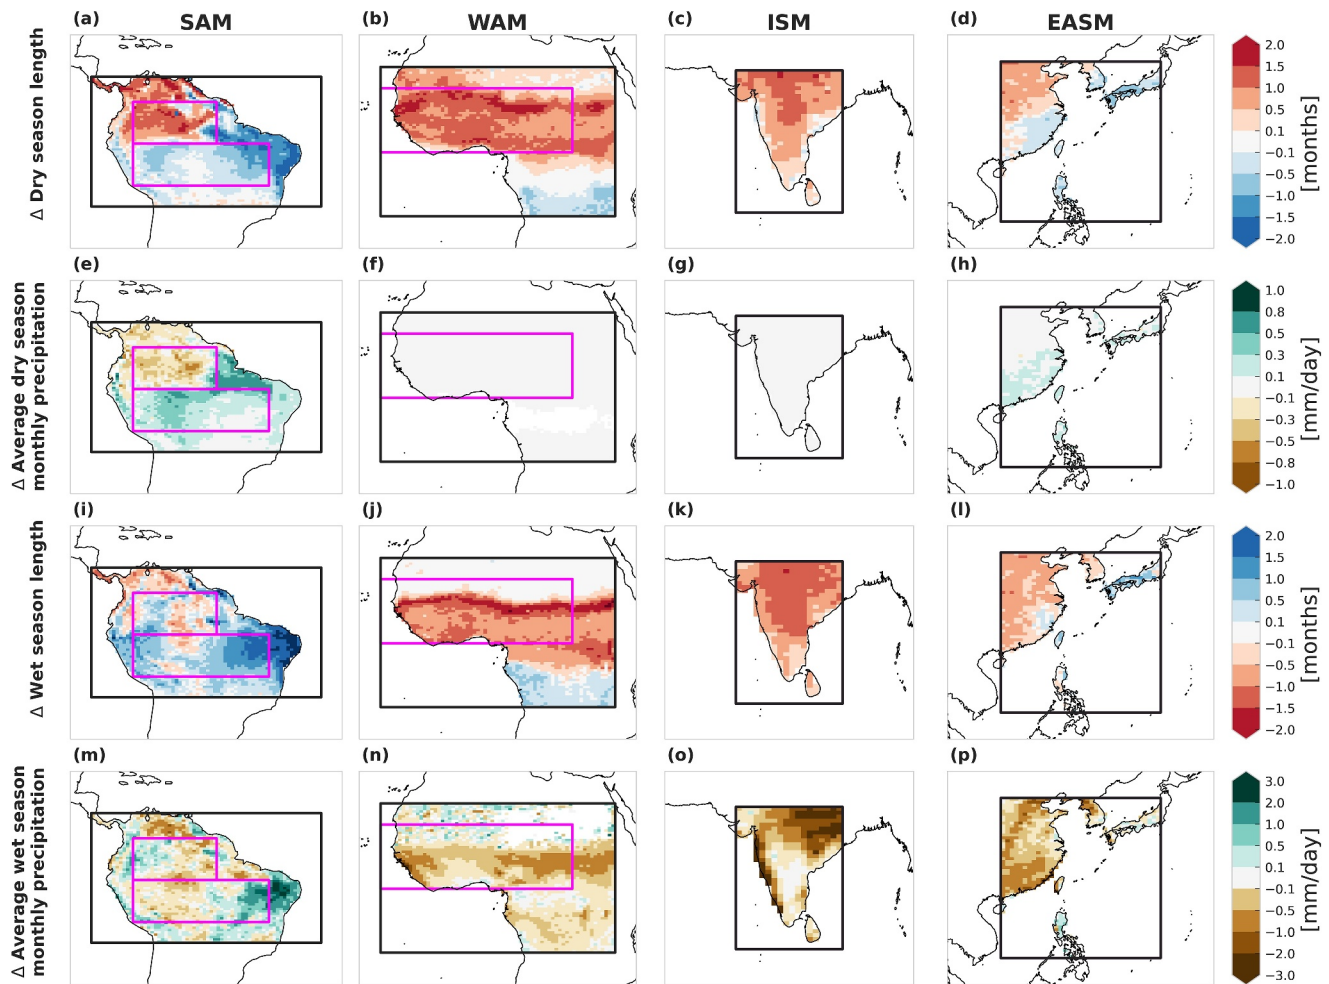 (a)
SAM
(b)
WAM
(c)
ISM
(d)
EASM
Δ Dry season length
2.0
1.5
1.0
0.5
0.1
−0.1
−0.5
−1.0
−1.5
−2.0
[months]
(e)
(f)
(g)
(h)
Δ Average dry season
monthly precipitation
1.0
0.8
0.5
0.3
0.1
−0.1
−0.3
−0.5
−0.8
−1.0
[mm/day]
(i)
(j)
(k)
(l)
Δ Wet season length
2.0
1.5
1.0
0.5
0.1
−0.1
−0.5
−1.0
−1.5
−2.0
[months]
(m)
(n)
(o)
(p)
Δ Average wet season
monthly precipitation
3.0
2.0
1.0
0.5
0.1
−0.1
−0.5
−1.0
−2.0
−3.0
[mm/day]